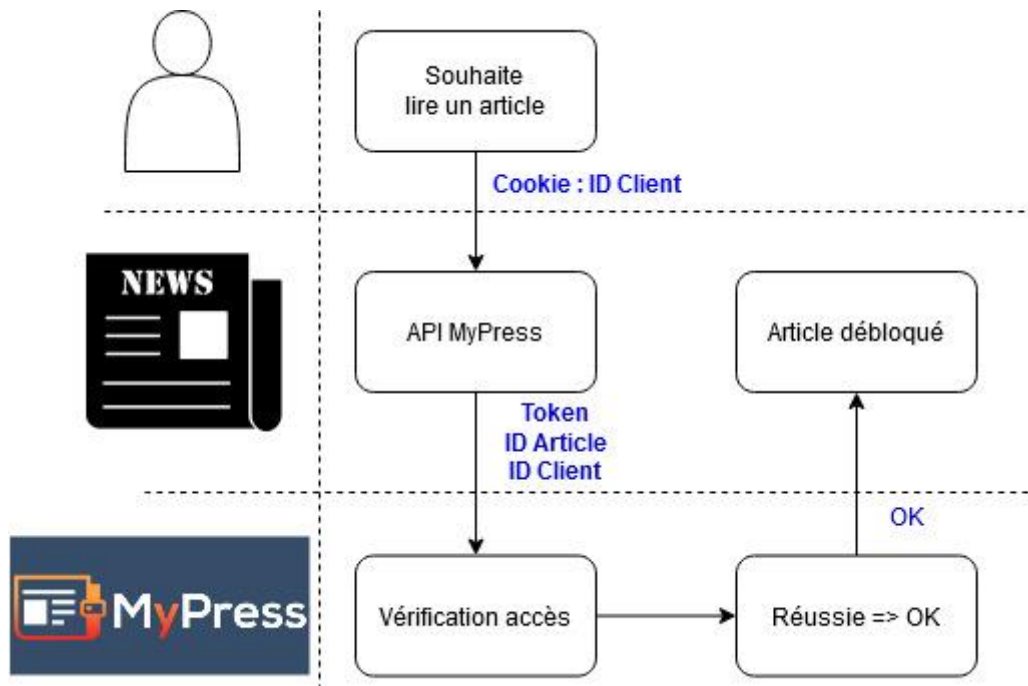 Souhaite
lire un article
Cookie : ID Client
NEWS
API MyPress
Article débloqué
Token
ID Article
ID Client
OK
MyPress
Vérification accès
Réussie => OK